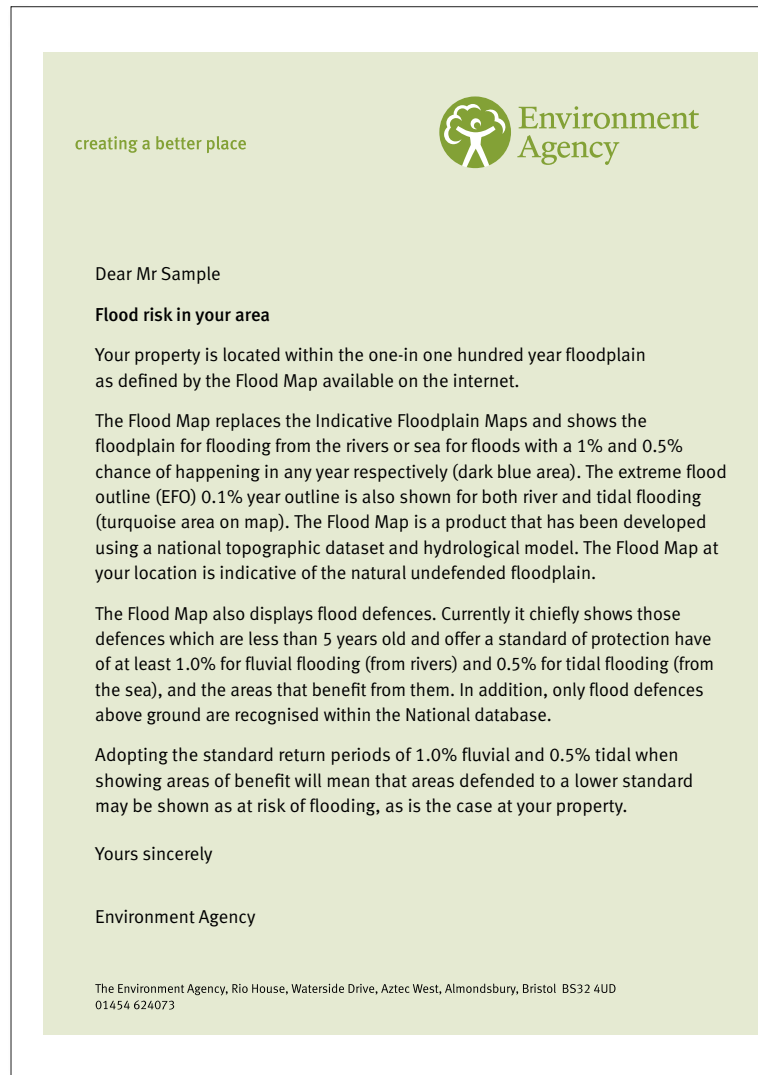 creating a better place
Environment
Agency
Dear Mr Sample
Flood risk in your area
Your property is located within the one-in one hundred year floodplain
as defined by the Flood Map available on the internet.
The Flood Map replaces the Indicative Floodplain Maps and shows the
floodplain for flooding from the rivers or sea for floods with a 1% and 0.5%
chance of happening in any year respectively (dark blue area). The extreme flood
outline (EFO) 0.1% year outline is also shown for both river and tidal flooding
(turquoise area on map). The Flood Map is a product that has been developed
using a national topographic dataset and hydrological model. The Flood Map at
your location is indicative of the natural undefended floodplain.
The Flood Map also displays flood defences. Currently it chiefly shows those
defences which are less than 5 years old and offer a standard of protection have
of at least 1.0% for fluvial flooding (from rivers) and 0.5% for tidal flooding (from
the sea), and the areas that benefit from them. In addition, only flood defences
above ground are recognised within the National database.
Adopting the standard return periods of 1.0% fluvial and 0.5% tidal when
showing areas of benefit will mean that areas defended to a lower standard
may be shown as at risk of flooding, as is the case at your property.
Yours sincerely
Environment Agency
The Environment Agency, Rio House, Waterside Drive, Aztec West, Almondsbury, Bristol BS32 4UD
01454 624073